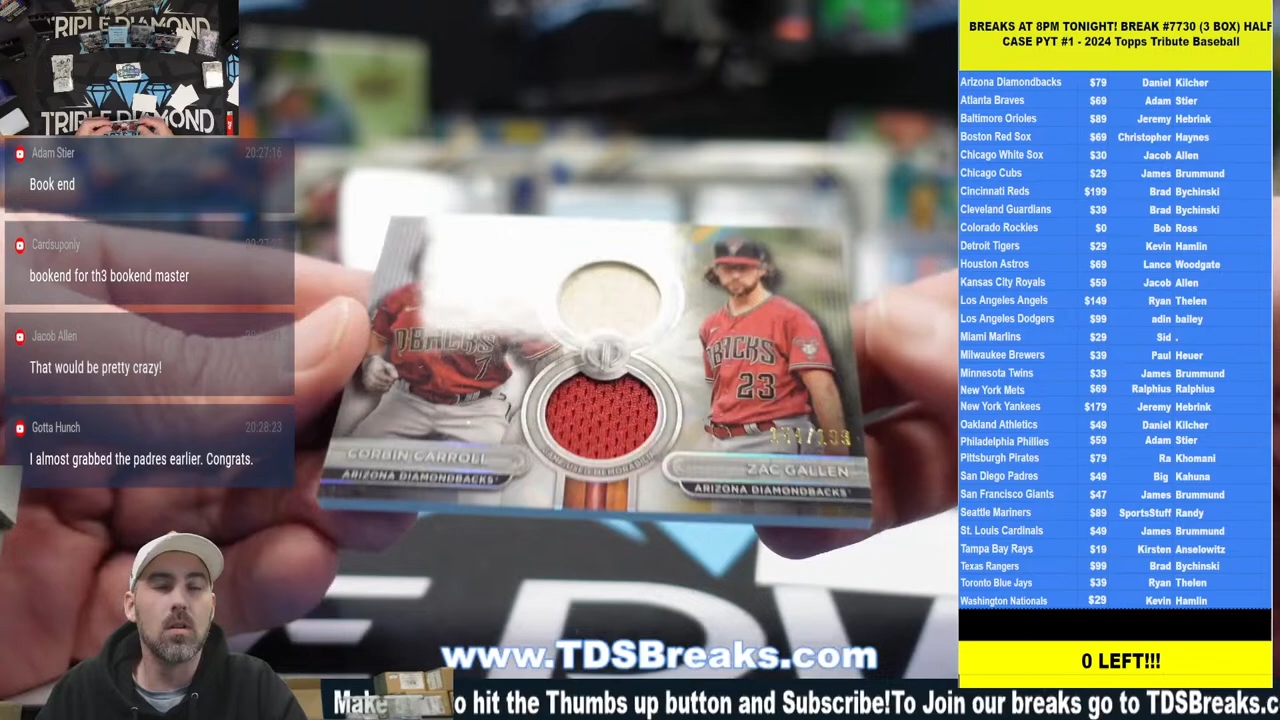 TRIPLE DIAMOND
TRIPLE DIAMOND
Adam Stier 20:27:16
Book end
Cardsuponly
bookend for th3 bookend master
Jacob Allen
That would be pretty crazy!
Gotta Hunch 20:28:23
I almost grabbed the padres earlier. Congrats.
DBACKS
7
DBACKS
23
CORBIN CARROLL
ARIZONA DIAMONDBACKS
ZAC GALLEN
ARIZONA DIAMONDBACKS
www.TDSBreaks.com
Make to hit the Thumbs up button and Subscribe!To Join our breaks go to TDSBreaks.c
BREAKS AT 8PM TONIGHT! BREAK #7730 (3 BOX) HALF
CASE PYT #1 - 2024 Topps Tribute Baseball
Arizona Diamondbacks $79 Daniel Kilcher
Atlanta Braves $69 Adam Stier
Baltimore Orioles $89 Jeremy Hebrink
Boston Red Sox $69 Christopher Haynes
Chicago White Sox $30 Jacob Allen
Chicago Cubs $29 James Brummund
Cincinnati Reds $199 Brad Bychinski
Cleveland Guardians $39 Brad Bychinski
Colorado Rockies $0 Bob Ross
Detroit Tigers $29 Kevin Hamlin
Houston Astros $69 Lance Woodgate
Kansas City Royals $59 Jacob Allen
Los Angeles Angels $149 Ryan Thelen
Los Angeles Dodgers $99 adin bailey
Miami Marlins $29 Sid .
Milwaukee Brewers $39 Paul Heuer
Minnesota Twins $39 James Brummund
New York Mets $69 Ralphius Ralphius
New York Yankees $179 Jeremy Hebrink
Oakland Athletics $49 Daniel Kilcher
Philadelphia Phillies $59 Adam Stier
Pittsburgh Pirates $79 Ra Khomani
San Diego Padres $49 Big Kahuna
San Francisco Giants $47 James Brummund
Seattle Mariners $89 SportsStuff Randy
St. Louis Cardinals $49 James Brummund
Tampa Bay Rays $19 Kirsten Anselowitz
Texas Rangers $99 Brad Bychinski
Toronto Blue Jays $39 Ryan Thelen
Washington Nationals $29 Kevin Hamlin
0 LEFT!!!